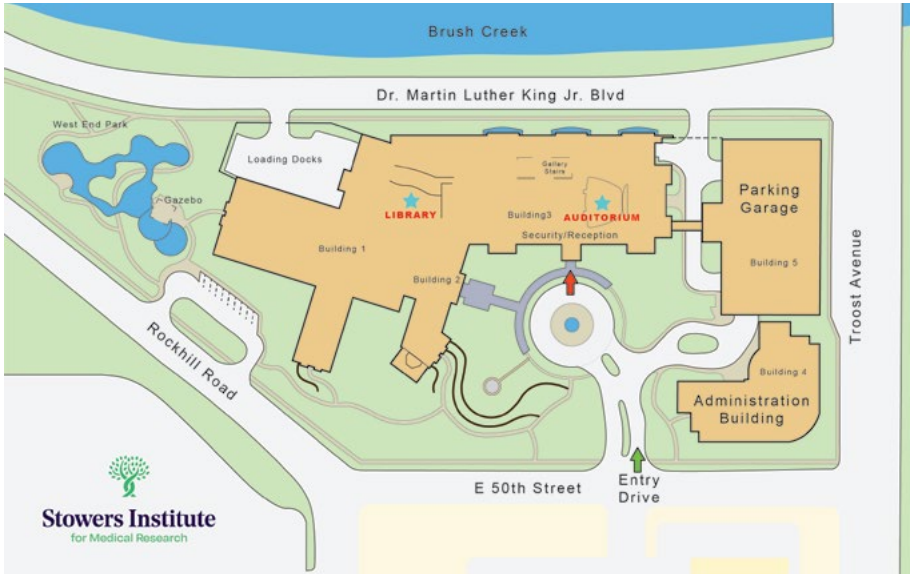 Brush Creek
Dr. Martin Luther King Jr. Blvd
West End Park
Loading Docks
Gallery
Stairs
Gazebo
LIBRARY
Building3
AUDITORIUM
Security/Reception
Parking
Garage
Building 1
Building 2
Building 5
Troost Avenue
Rockhill Road
Building 4
Administration
Building
E 50th Street
Entry
Drive
Stowers Institute
for Medical Research